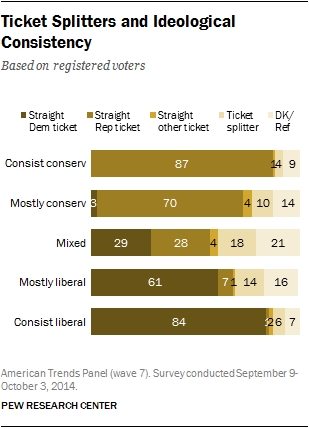 Ticket Splitters and Ideological
Consistency
Based on registered voters
Straight Dem ticket
Straight Rep ticket
Straight other ticket
Ticket splitter
DK/ Ref
Consist conserv 87 1 4 9
Mostly conserv 3 70 4 10 14
Mixed 29 28 4 18 21
Mostly liberal 61 7 1 14 16
Consist liberal 84 2 6 7
American Trends Panel (wave 7). Survey conducted September 9-
October 3, 2014.
PEW RESEARCH CENTER